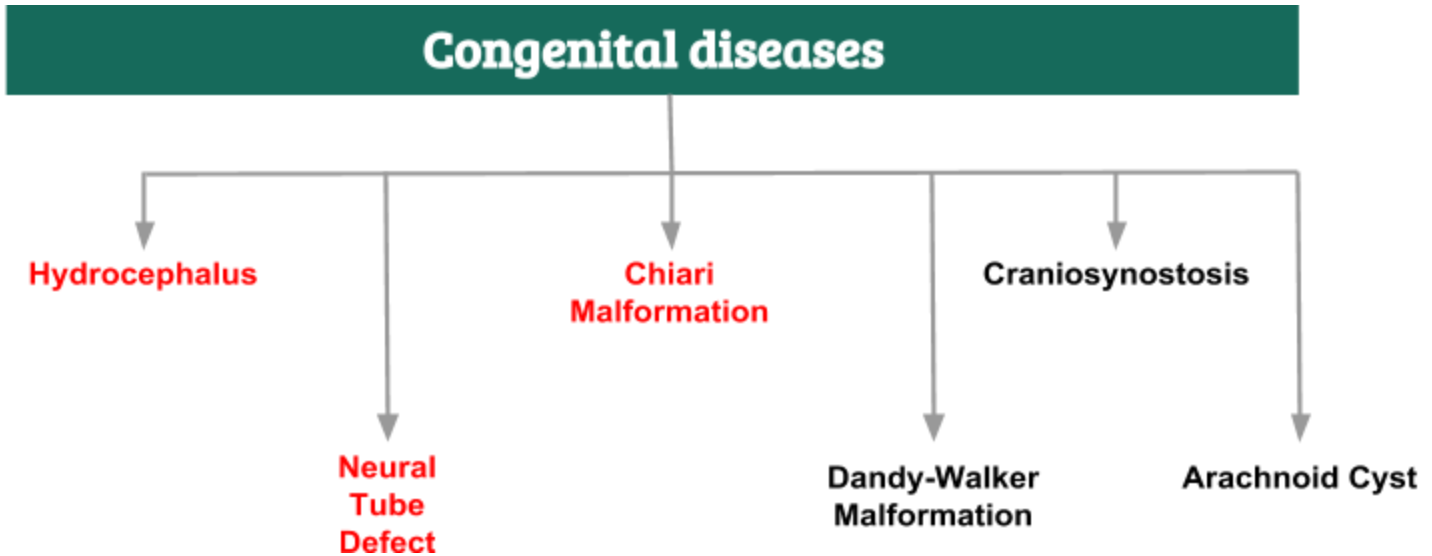 Congenital diseases
Hydrocephalus
Chiari
Malformation
Craniosynostosis
Neural
Tube
Defect
Dandy-Walker
Malformation
Arachnoid Cyst